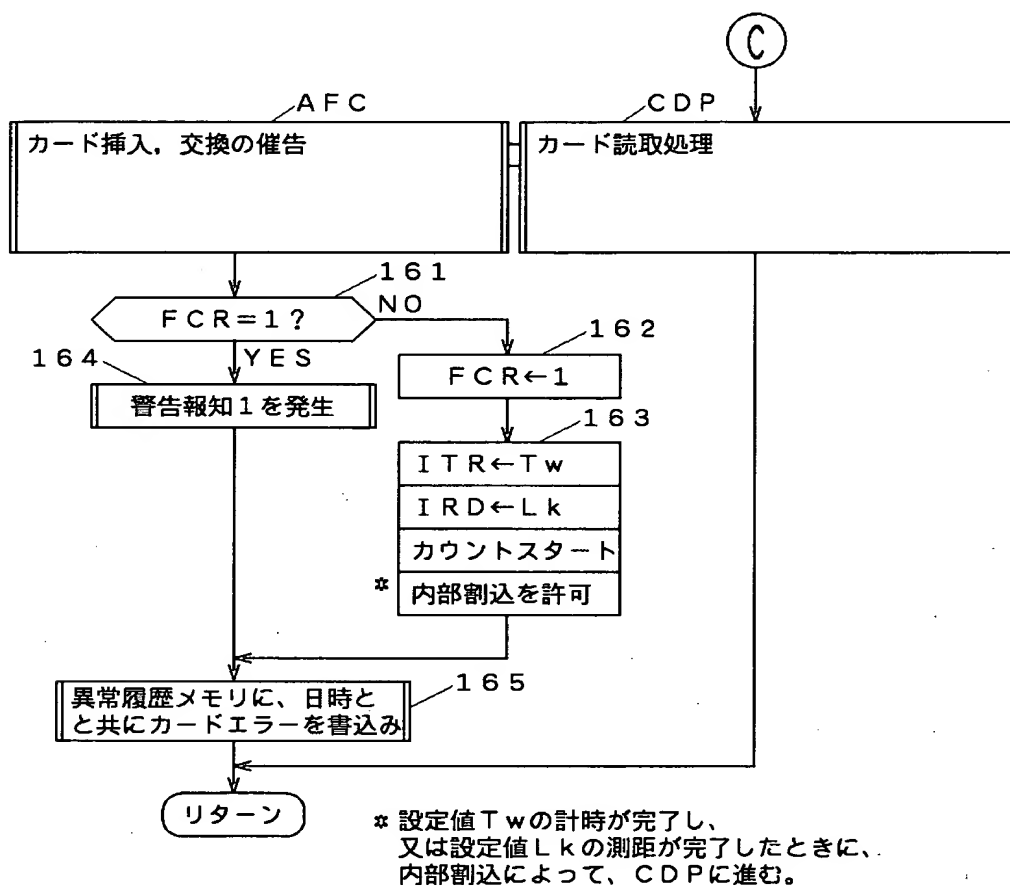 C
AFC
CDP
カード挿入，交換の催告
カード読取処理
161
FCR=1？
NO
YES
162
FCR←1
164
警告報知1を発生
163
ITR←Tw
IRD←Lk
カウントスタート
* 内部割込を許可
165
異常履歴メモリに、日時と
と共にカードエラーを書込み
リターン
* 設定値Twの計時が完了し、
又は設定値Lkの測距が完了したときに、
内部割込によって、CDPに進む。